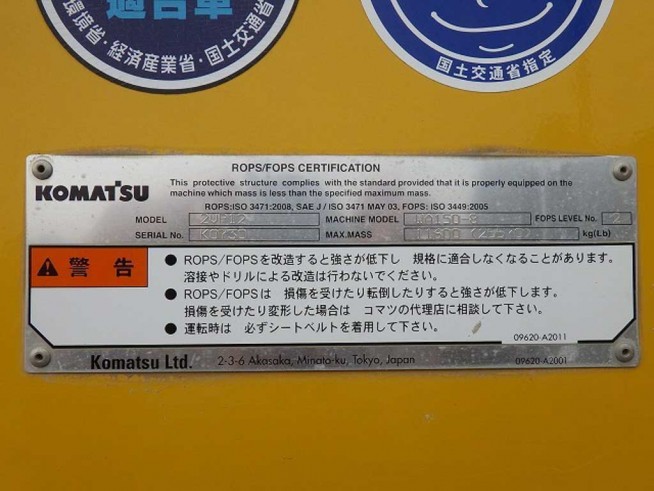 適合車
環境省・経済産業省・国土交通省
国土交通省指定
ROPS/FOPS CERTIFICATION
KOMATSU
This protective structure complies with the standard provided that it is properly equipped on the
machine which mass is less than the specified maximum mass.
ROPS:ISO 3471:2008, SAE J / ISO 3471 MAY 03, FOPS: ISO 3449:2005
MODEL MACHINE MODEL WA150-8 FOPS LEVEL No. 2
SERIAL No. MAX.MASS kg(Lb)
警告
● ROPS/FOPSを改造すると強さが低下し 規格に適合しなくなることがあります。
溶接やドリルによる改造は行わないでください。
● ROPS/FOPSは 損傷を受けたり転倒したりすると強さが低下します。
損傷を受けたり変形した場合は コマツの代理店に相談して下さい。
● 運転時は 必ずシートベルトを着用して下さい。
09620-A2011
Komatsu Ltd. 2-3-6 Akasaka, Minato-ku, Tokyo, Japan 09620-A2001